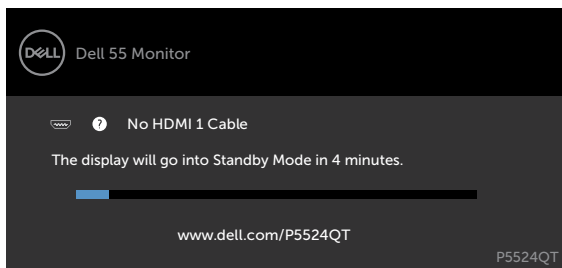 DELL
Dell 55 Monitor
? No HDMI 1 Cable
The display will go into Standby Mode in 4 minutes.
www.dell.com/P5524QT
P5524QT